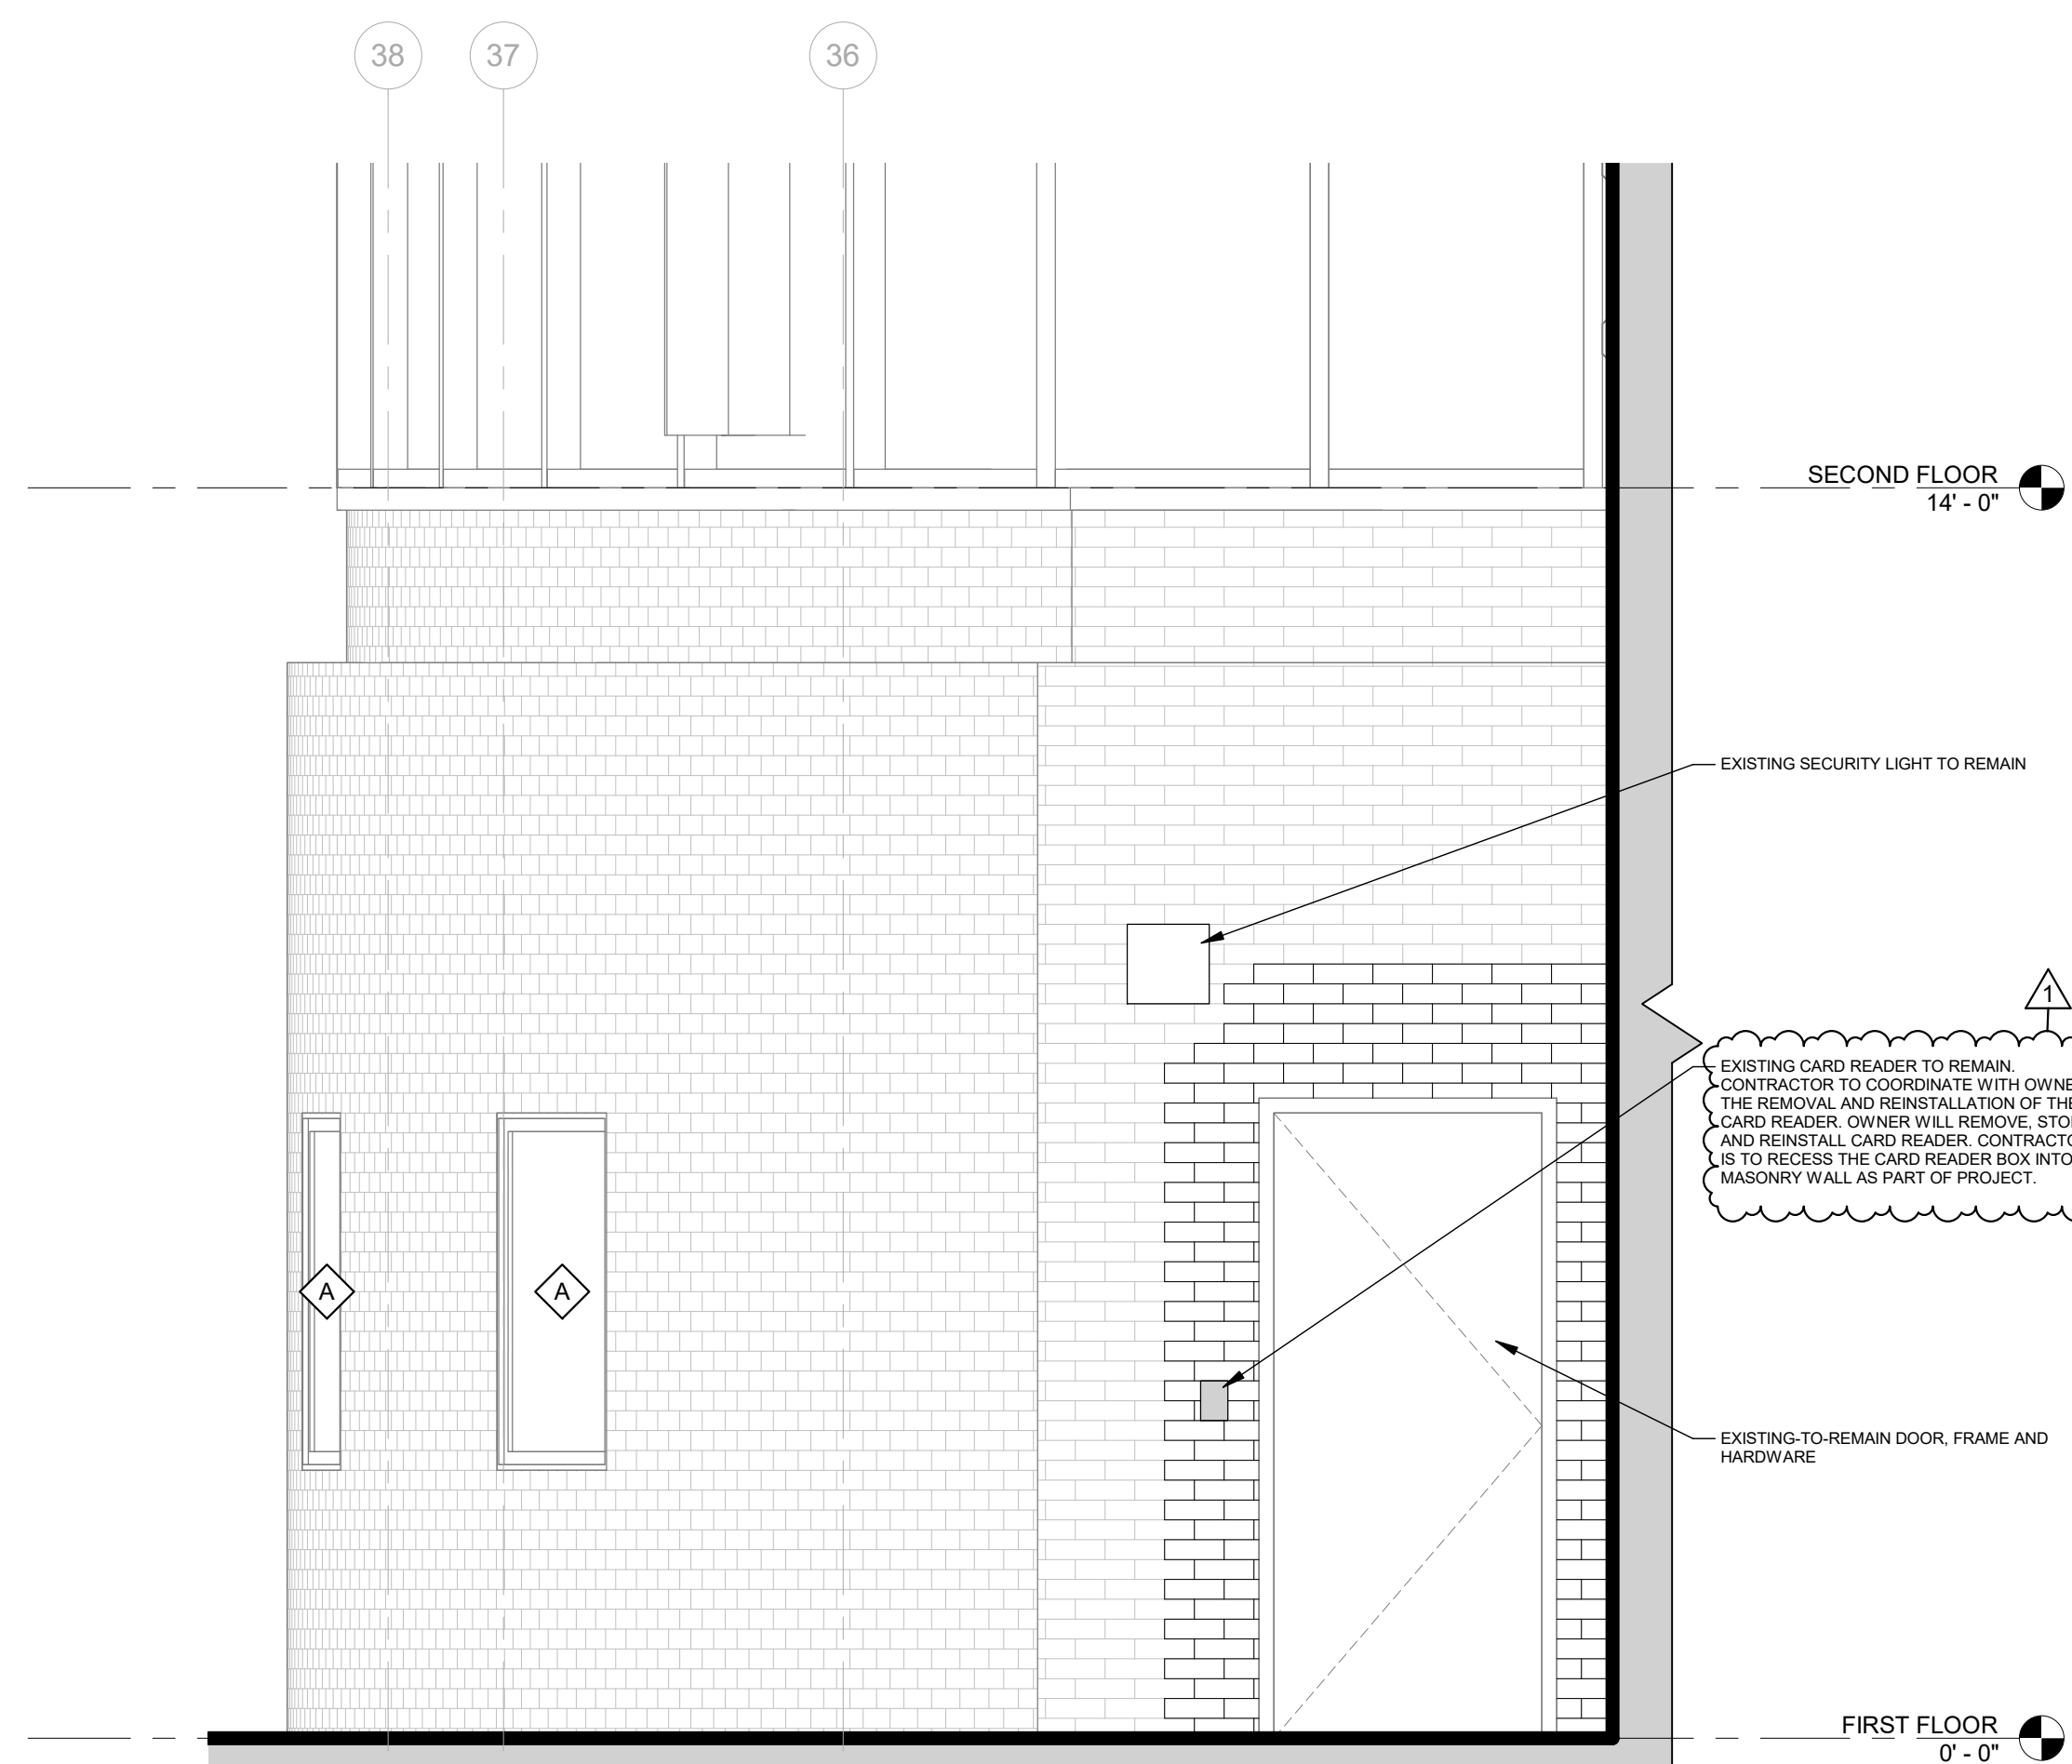 38
37
36
SECOND FLOOR
14' - 0"
EXISTING SECURITY LIGHT TO REMAIN
1
EXISTING CARD READER TO REMAIN.
CONTRACTOR TO COORDINATE WITH
THE REMOVAL AND REINSTALLATION OF
CARD READER. OWNER WILL REMOVE,
AND REINSTALL CARD READER.
IS TO RECESS THE CARD READER BOX INTO
MASONRY WALL AS PART OF PROJECT.
A
A
EXISTING-TO-REMAIN DOOR, FRAME AND
HARDWARE
FIRST FLOOR
0' - 0"